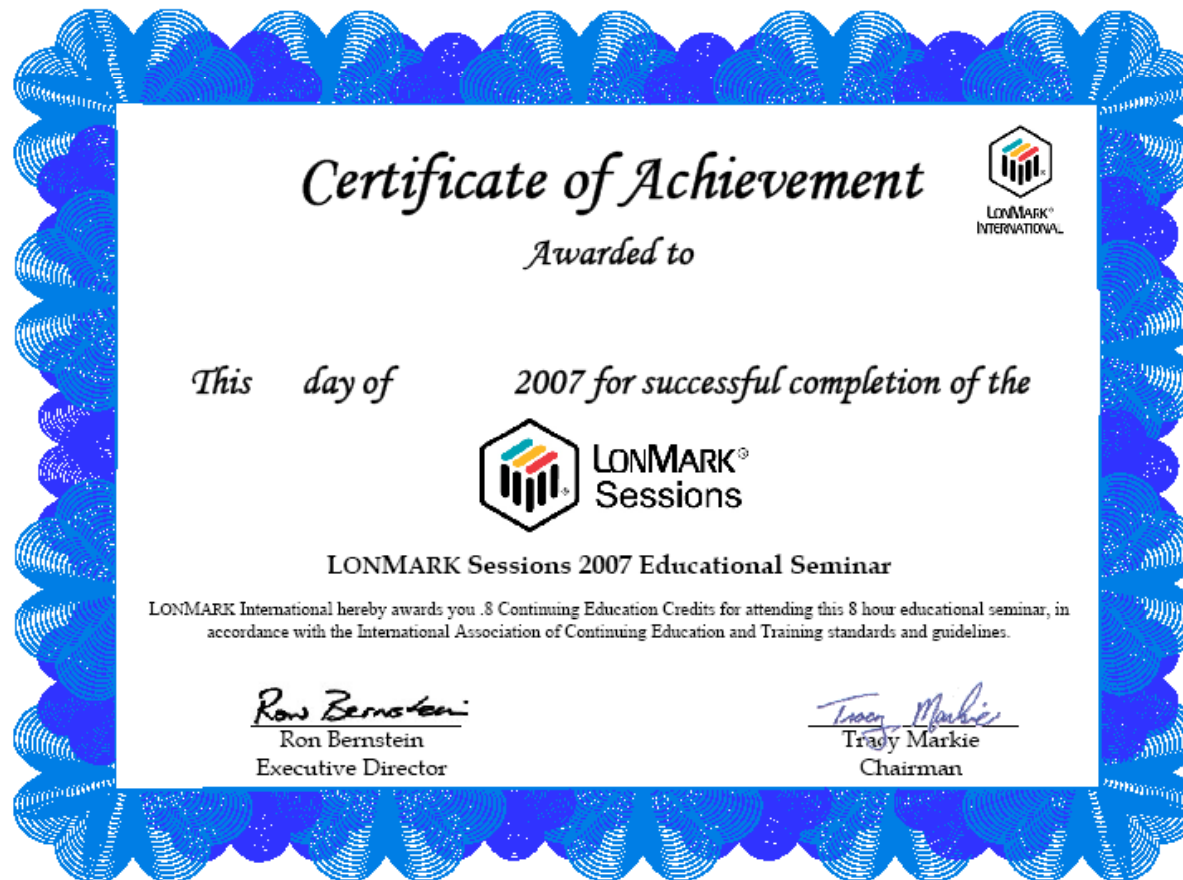 Certificate of Achievement
LONMARK®
INTERNATIONAL
Awarded to
This day of 2007 for successful completion of the
LONMARK®
Sessions
LONMARK Sessions 2007 Educational Seminar
LONMARK International hereby awards you .8 Continuing Education Credits for attending this 8 hour educational seminar, in
accordance with the International Association of Continuing Education and Training standards and guidelines.
Ron Bernstein
Ron Bernstein
Executive Director
Tracy Markie
Tracy Markie
Chairman